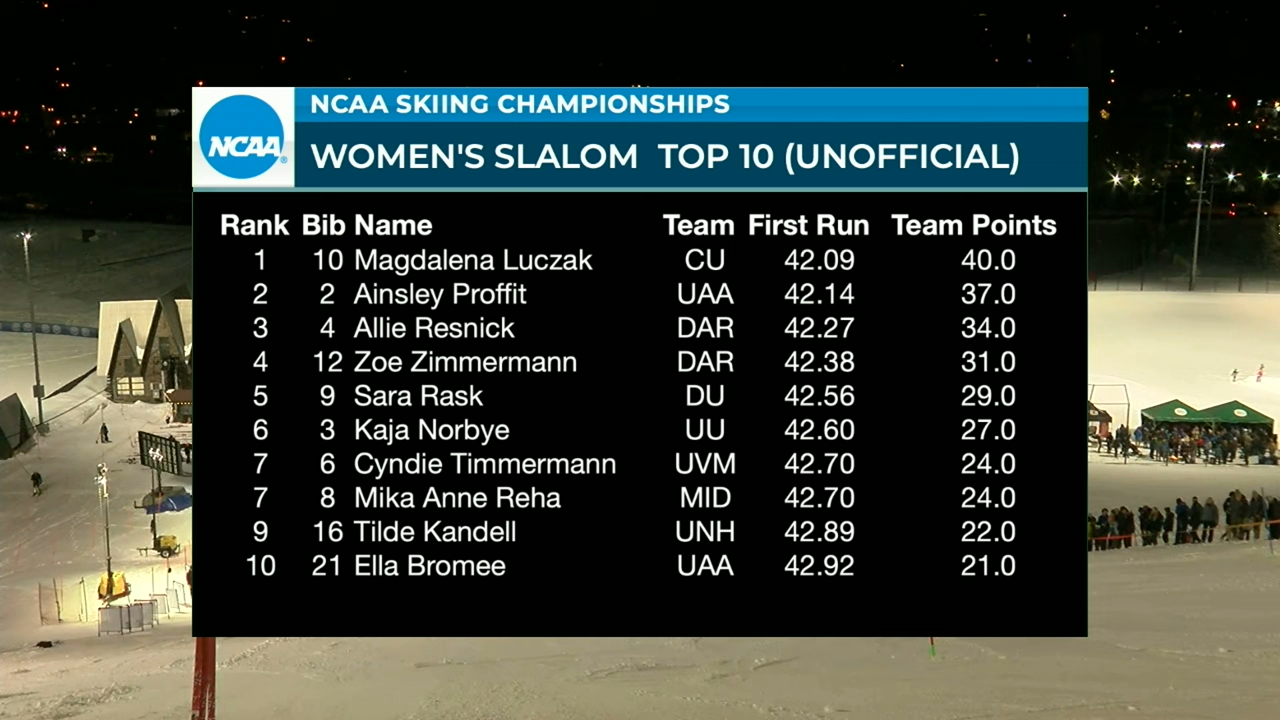 NCAA SKIING CHAMPIONSHIPS
NCAA®
WOMEN'S SLALOM TOP 10 (UNOFFICIAL)
Rank Bib Name Team First Run Team Points
1 10 Magdalena Luczak CU 42.09 40.0
2 2 Ainsley Proffit UAA 42.14 37.0
3 4 Allie Resnick DAR 42.27 34.0
4 12 Zoe Zimmermann DAR 42.38 31.0
5 9 Sara Rask DU 42.56 29.0
6 3 Kaja Norbye UU 42.60 27.0
7 6 Cyndie Timmermann UVM 42.70 24.0
7 8 Mika Anne Reha MID 42.70 24.0
9 16 Tilde Kandell UNH 42.89 22.0
10 21 Ella Bromee UAA 42.92 21.0